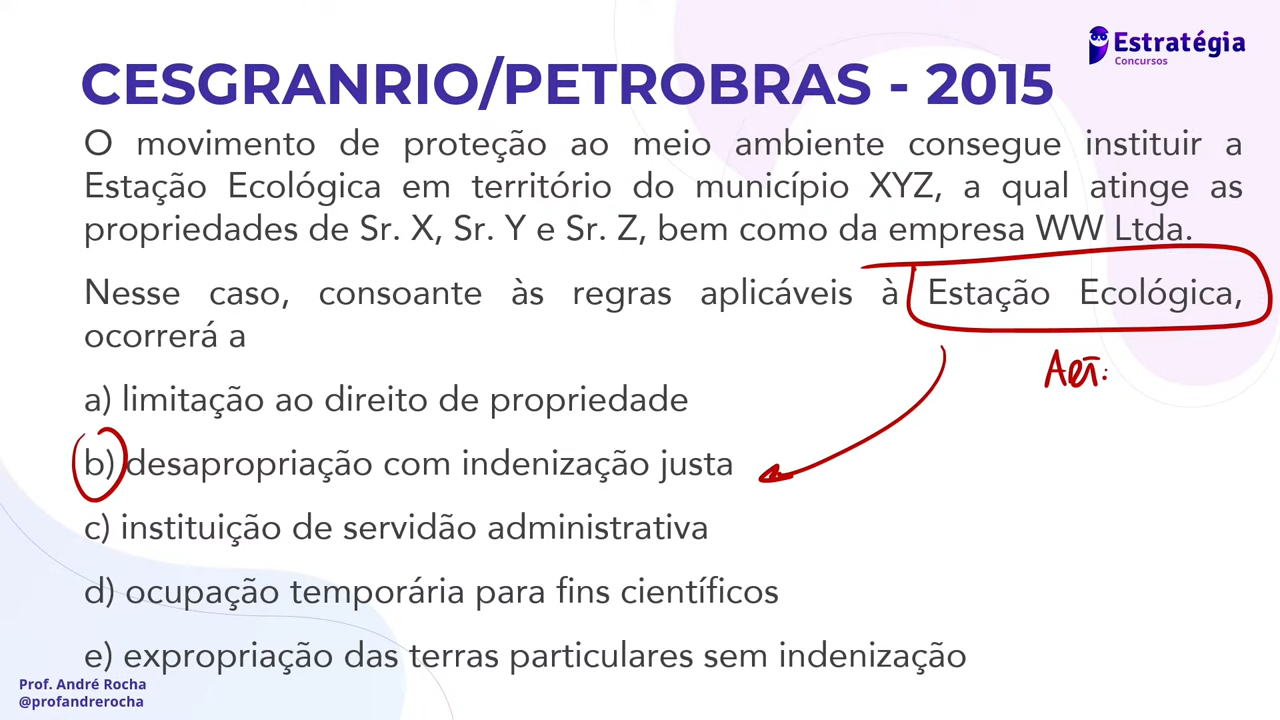 Estratégia
Concursos
CESGRANRIO/PETROBRAS - 2015
O movimento de proteção ao meio ambiente consegue instituir a
Estação Ecológica em território do município XYZ, a qual atinge as
propriedades de Sr. X, Sr. Y e Sr. Z, bem como da empresa WW Ltda.
Nesse caso, consoante às regras aplicáveis à Estação Ecológica,
ocorrerá a
a) limitação ao direito de propriedade
b) desapropriação com indenização justa
c) instituição de servidão administrativa
d) ocupação temporária para fins científicos
e) expropriação das terras particulares sem indenização
Prof. André Rocha
@profandrerocha